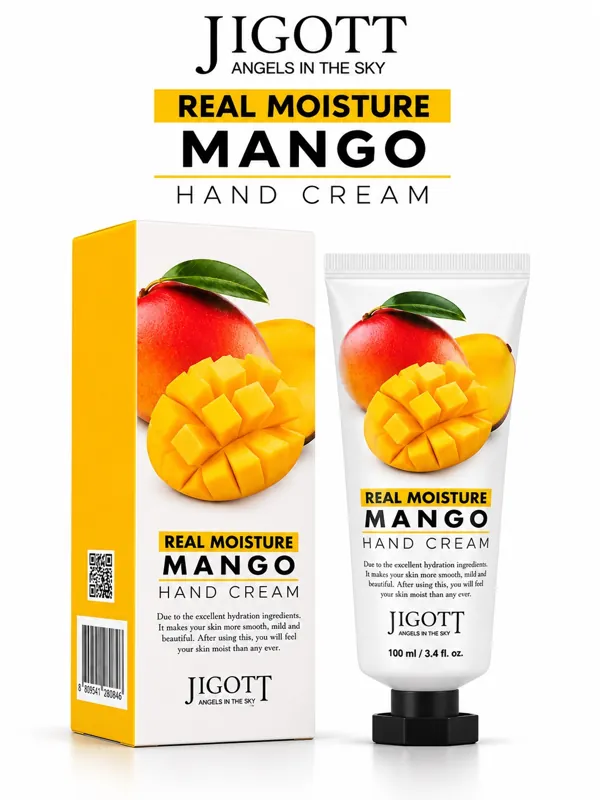 JIGOTT
ANGELS IN THE SKY
REAL MOISTURE
MANGO
HAND CREAM
REAL MOISTURE
MANGO
HAND CREAM
Due to the excellent hydration ingredients.
It makes your skin more smooth, mild and
beautiful. After using this, you will feel
your skin moist than any ever.
JIGOTT
ANGELS IN THE SKY
8 809541 280846
REAL MOISTURE
MANGO
HAND CREAM
Due to the excellent hydration ingredients.
It makes your skin more smooth, mild and
beautiful. After using this, you will feel
your skin moist than any ever.
JIGOTT
ANGELS IN THE SKY
100 ml / 3.4 fl. oz.